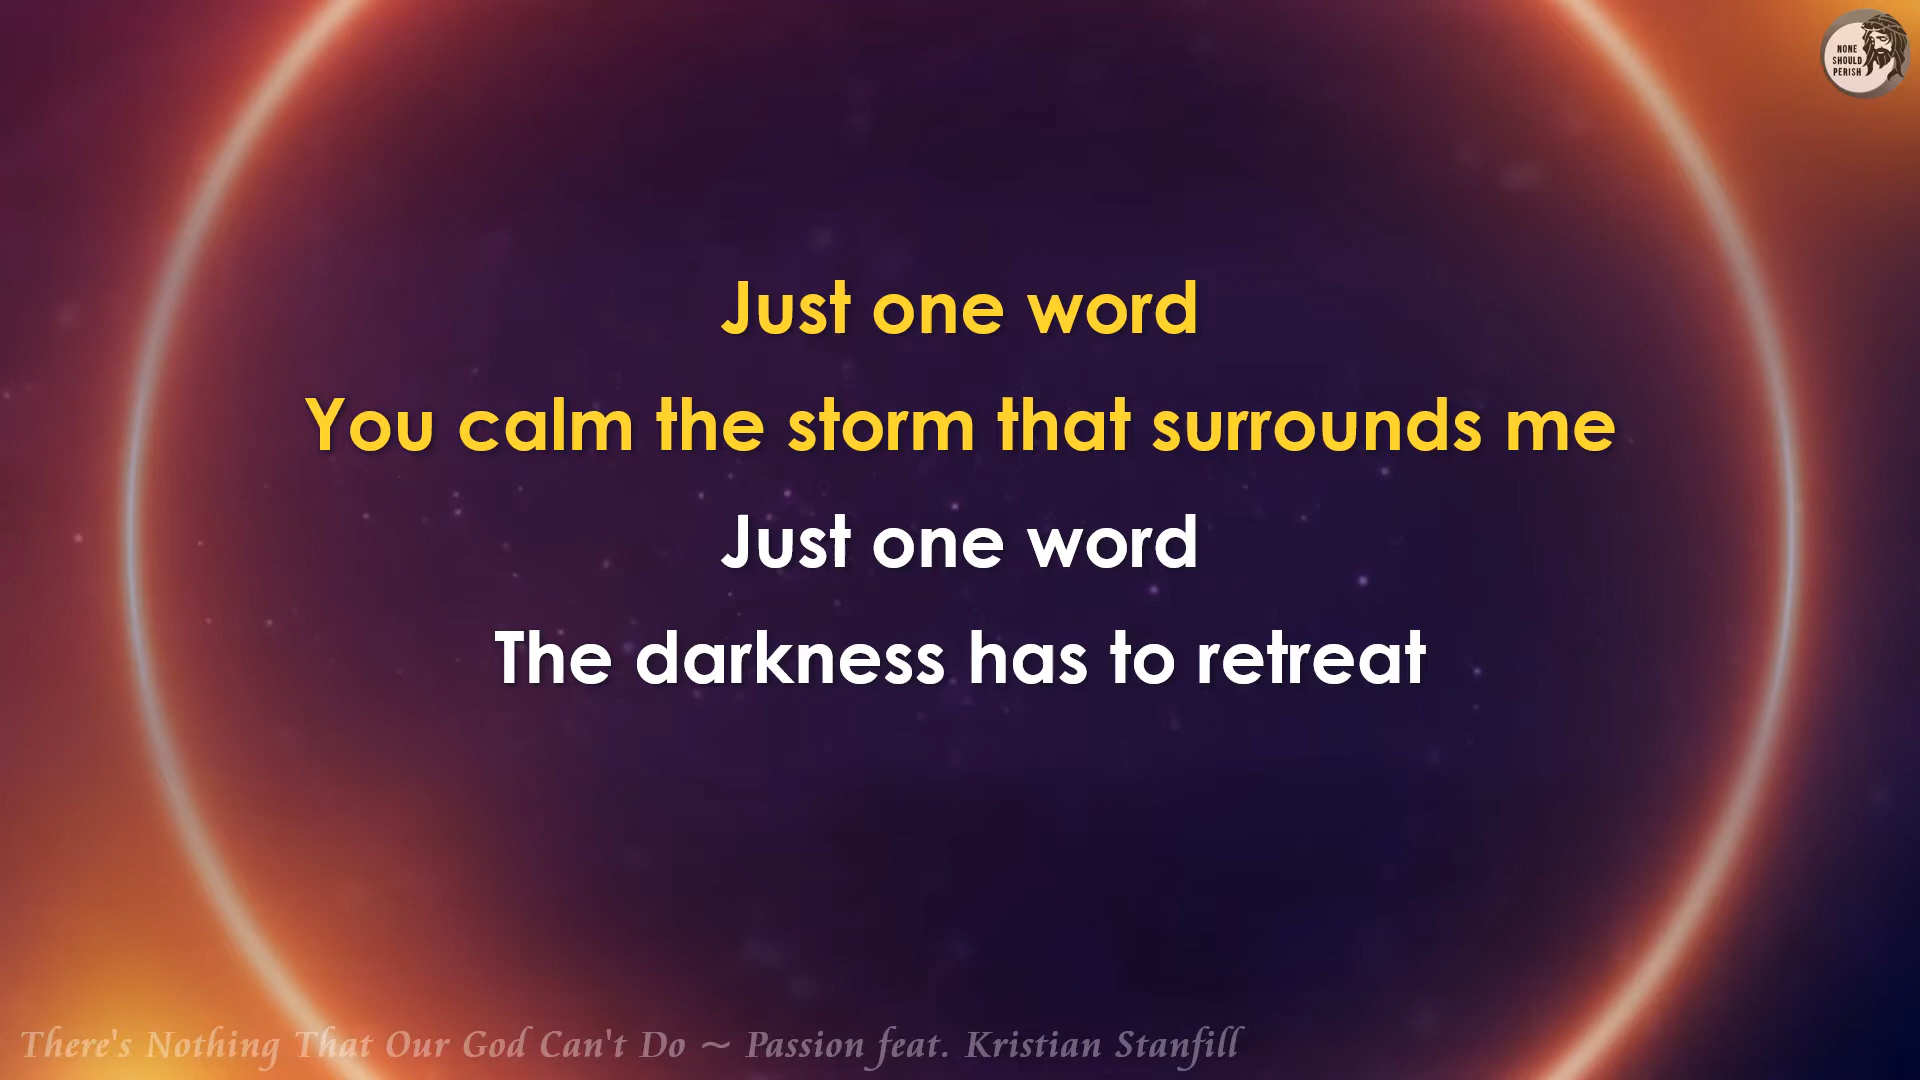 NONE
SHOULD
PERISH
Just one word
You calm the storm that surrounds me
Just one word
The darkness has to retreat
There's Nothing That Our God Can't Do ~ Passion feat. Kristian Stanfill